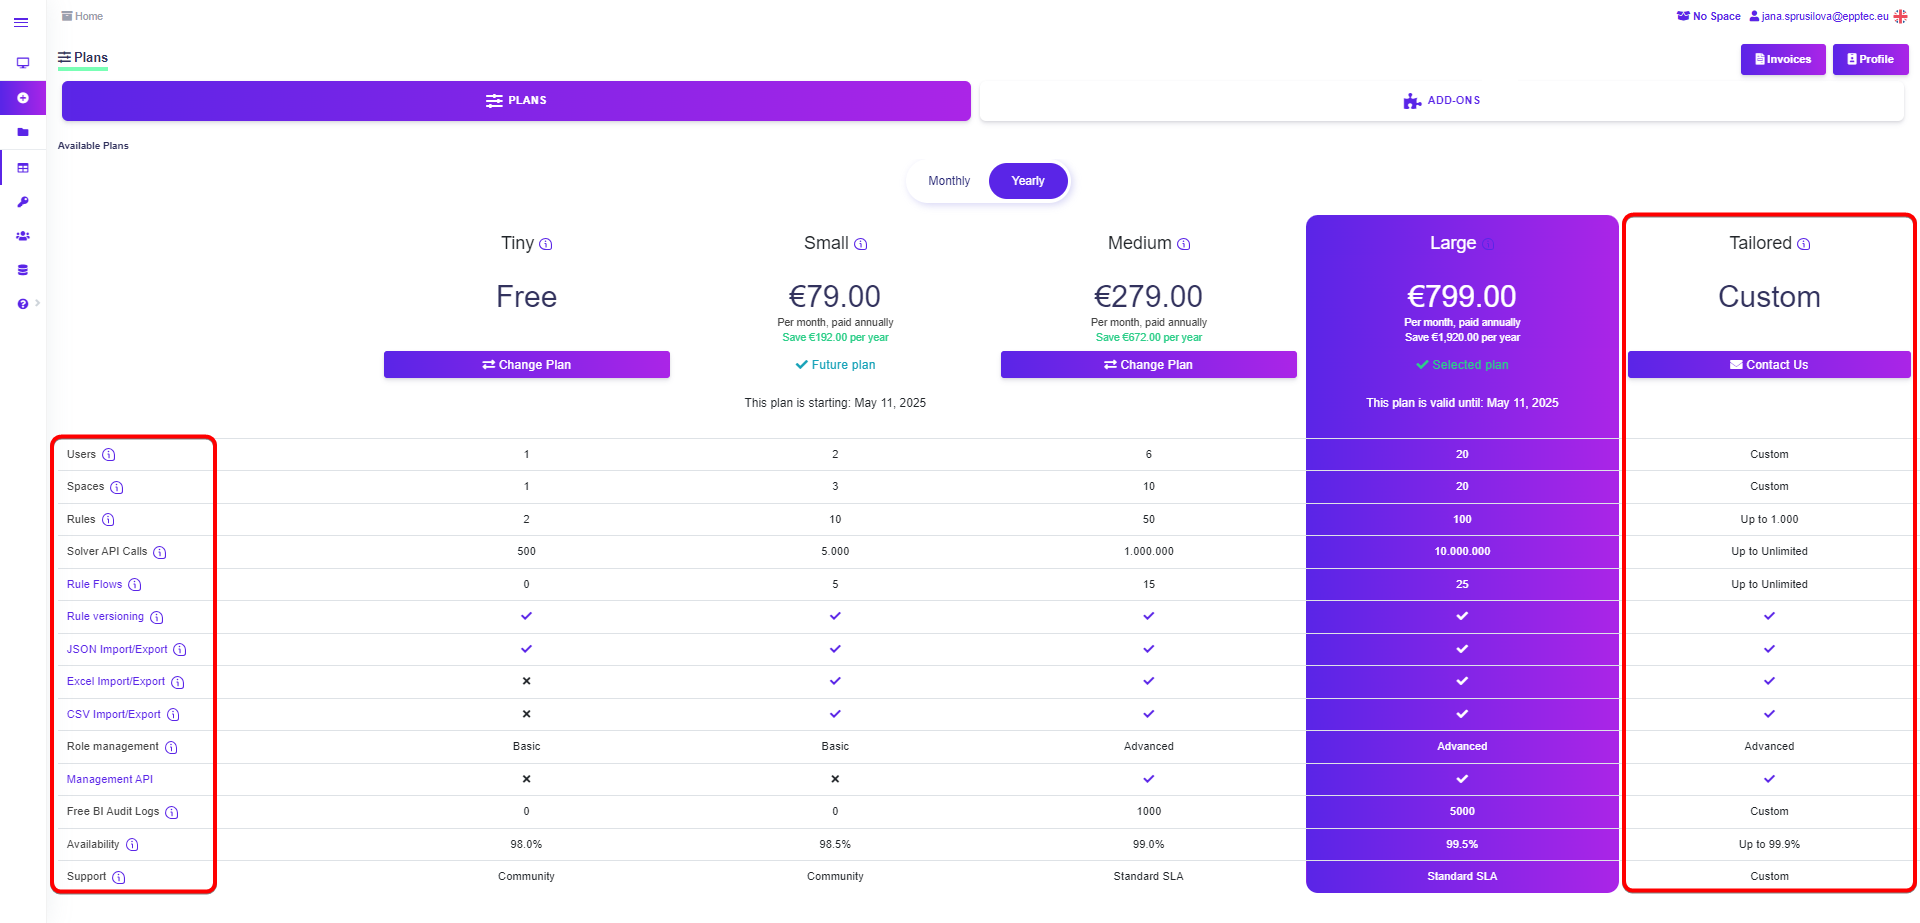 Home
No Space jana.sprusilova@epptec.eu
Plans
Invoices Profile
PLANS ADD-ONS
Available Plans
Monthly Yearly
Tiny Small Medium Large Tailored
Free €79.00 €279.00 €799.00 Custom
Per month, paid annually Per month, paid annually Per month, paid annually
Save €192.00 per year Save €672.00 per year Save €1,920.00 per year
Change Plan Future plan Change Plan Selected plan Contact Us
This plan is starting: May 11, 2025 This plan is valid until: May 11, 2025
Users 1 2 6 20 Custom
Spaces 1 3 10 20 Custom
Rules 2 10 50 100 Up to 1.000
Solver API Calls 500 5.000 1.000.000 10.000.000 Up to Unlimited
Rule Flows 0 5 15 25 Up to Unlimited
Rule versioning
JSON Import/Export
Excel Import/Export
CSV Import/Export
Role management Basic Basic Advanced Advanced Advanced
Management API
Free BI Audit Logs 0 0 1000 5000 Custom
Availability 98.0% 98.5% 99.0% 99.5% Up to 99.9%
Support Community Community Standard SLA Standard SLA Custom